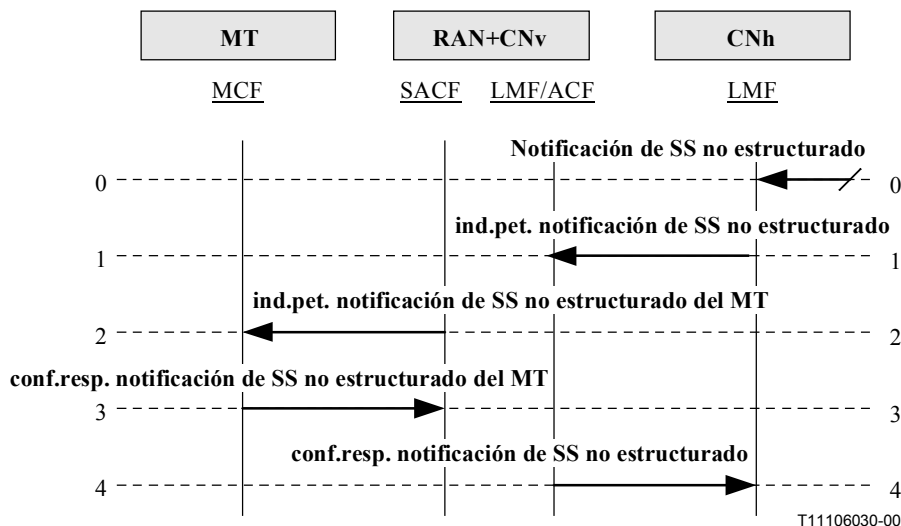 MT RAN+CNv CNh
MCF SACF LMF/ACF LMF
Notificación de SS no estructurado
0 0
ind.pet. notificación de SS no estructurado
1 1
ind.pet. notificación de SS no estructurado del MT
2 2
conf.resp. notificación de SS no estructurado del MT
3 3
conf.resp. notificación de SS no estructurado
4 4
T11106030-00